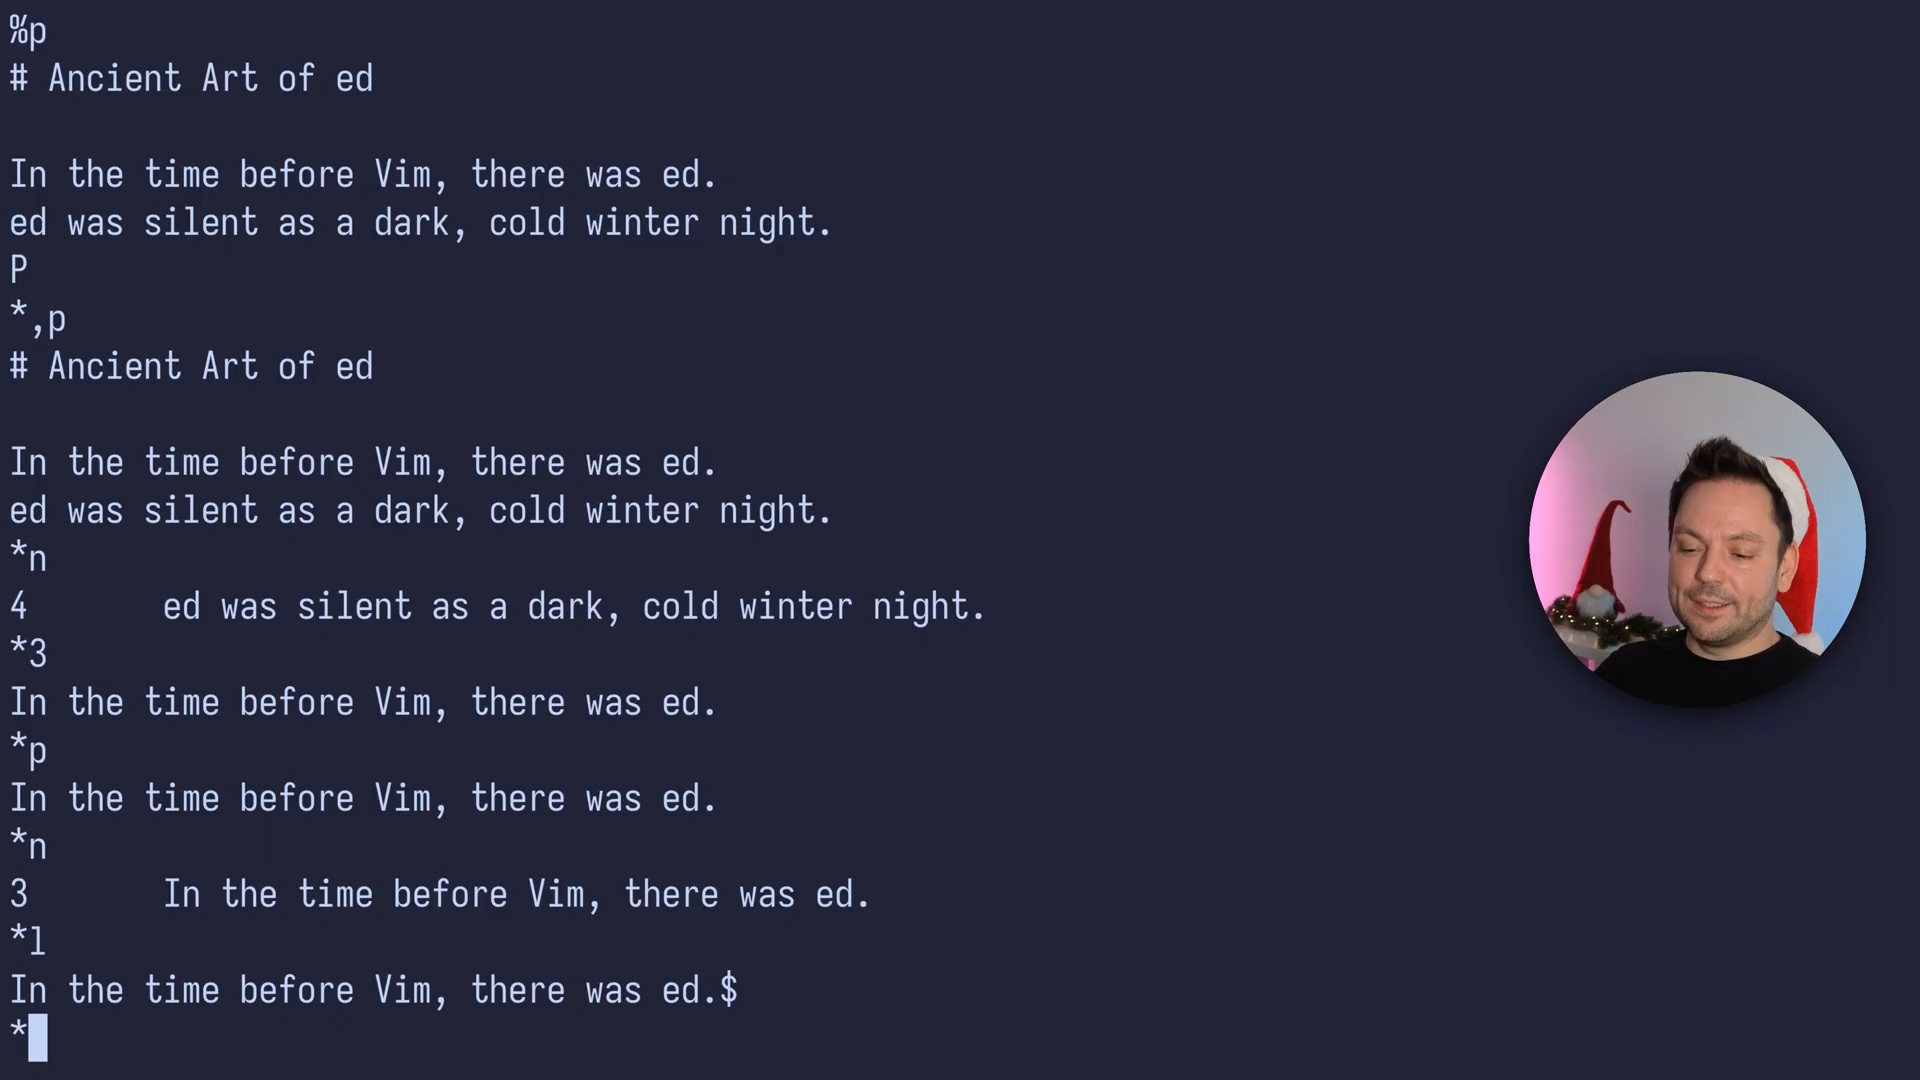 %p
# Ancient Art of ed
In the time before Vim, there was ed.
ed was silent as a dark, cold winter night.
P
*,p
# Ancient Art of ed
In the time before Vim, there was ed.
ed was silent as a dark, cold winter night.
*n
4       ed was silent as a dark, cold winter night.
*3
In the time before Vim, there was ed.
*p
In the time before Vim, there was ed.
*n
3       In the time before Vim, there was ed.
*l
In the time before Vim, there was ed.$
*